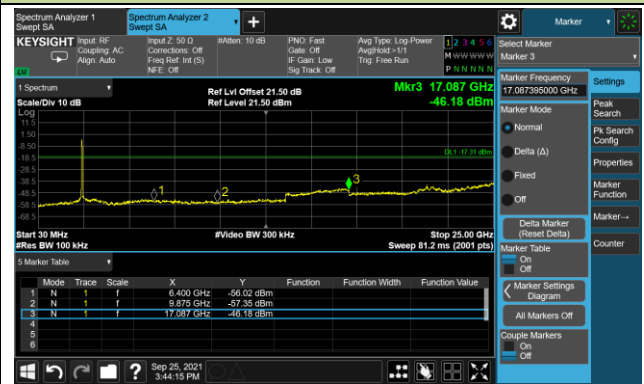 Spectrum Analyzer 1
Swept SA
Spectrum Analyzer 2
Swept SA
Marker
KEYSIGHT
Input: RF
Coupling: AC
Align: Auto
Input Z: 50 Ω
Corrections: Off
Freq Ref: Int (S)
NFE: Off
#Atten: 10 dB
PNO: Fast
Gate: Off
IF Gain: Low
Sig Track: Off
Avg Type: Log-Power
Avg|Hold:>1/1
Trig: Free Run
1 2 3 4 5 6
M W W W W W
P N N N N N
Select Marker
Marker 3
1 Spectrum
Scale/Div 10 dB
Log
Ref Lvl Offset 21.50 dB
Ref Level 21.50 dBm
Mkr3 17.087 GHz
-46.18 dBm
11.5
1.50
-8.50
-18.5
-28.5
-38.5
-48.5
-58.5
-68.5
DL1 -17.31 dBm
1
2
3
Start 30 MHz
#Res BW 100 kHz
#Video BW 300 kHz
Stop 25.00 GHz
Sweep 81.2 ms (2001 pts)
5 Marker Table
Mode Trace Scale X Y Function Function Width Function Value
1 N 1 f 6.400 GHz -56.02 dBm
2 N 1 f 9.875 GHz -57.35 dBm
3 N 1 f 17.087 GHz -46.18 dBm
4
5
6
Marker Frequency
17.087395000 GHz
Marker Mode
Normal
Delta (Δ)
Fixed
Off
Delta Marker
(Reset Delta)
Marker Table
On
Off
Marker Settings
Diagram
All Markers Off
Couple Markers
On
Off
Settings
Peak
Search
Pk Search
Config
Properties
Marker
Function
Marker→
Counter
Sep 25, 2021
3:44:15 PM